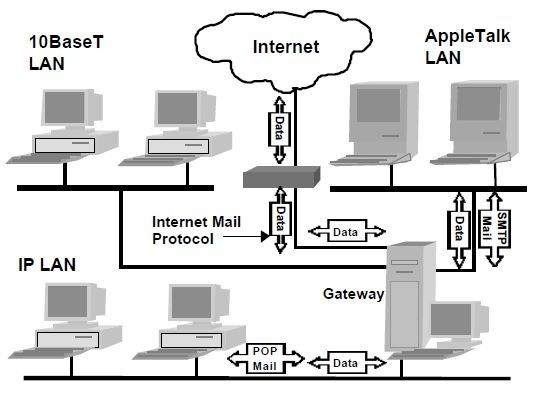 10BaseT
LAN
Internet
AppleTalk
LAN
Data
Internet Mail
Protocol
Data
Data
Data
SMTP
Mail
IP LAN
Gateway
POP
Mail
Data